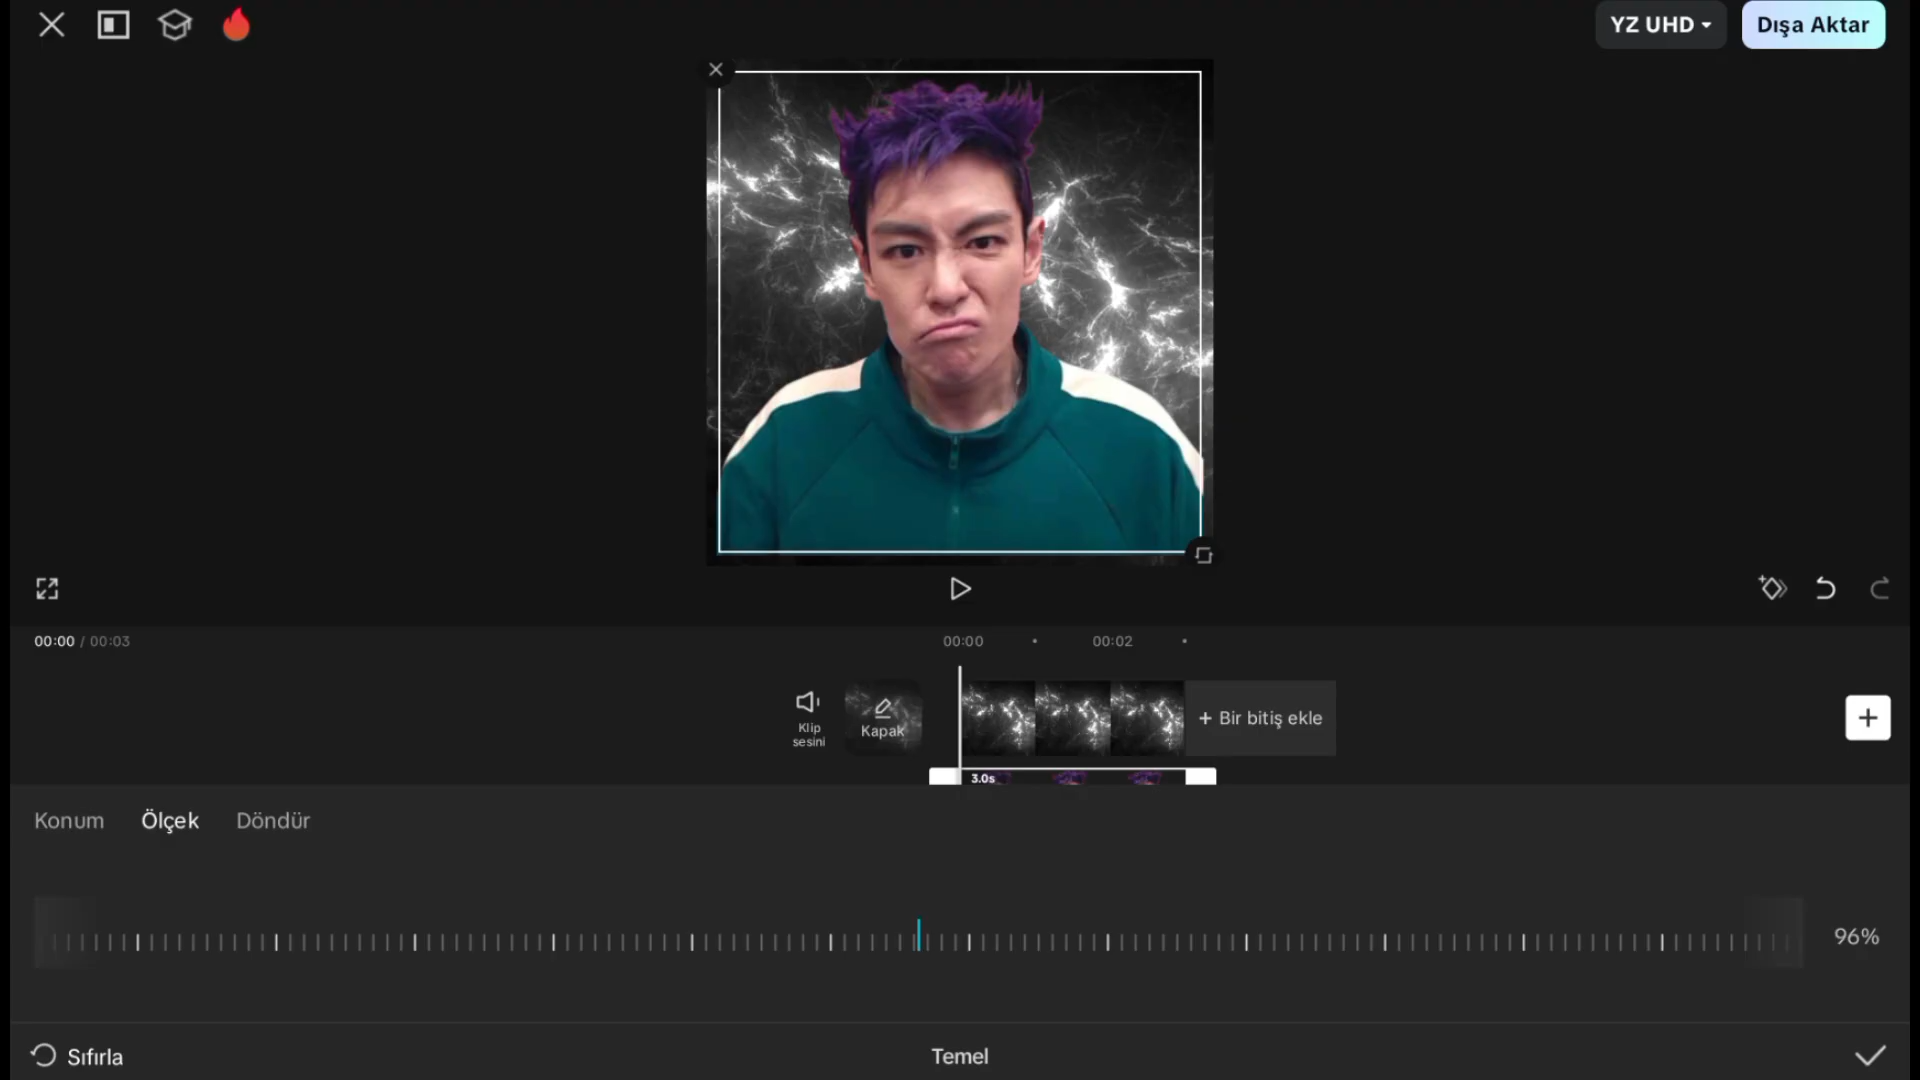 YZ UHD
Dışa Aktar
00:00 / 00:03
00:00
00:02
Klip
sesini
Kapak
+ Bir bitiş ekle
3.0s
Konum
Ölçek
Döndür
96%
Sıfırla
Temel